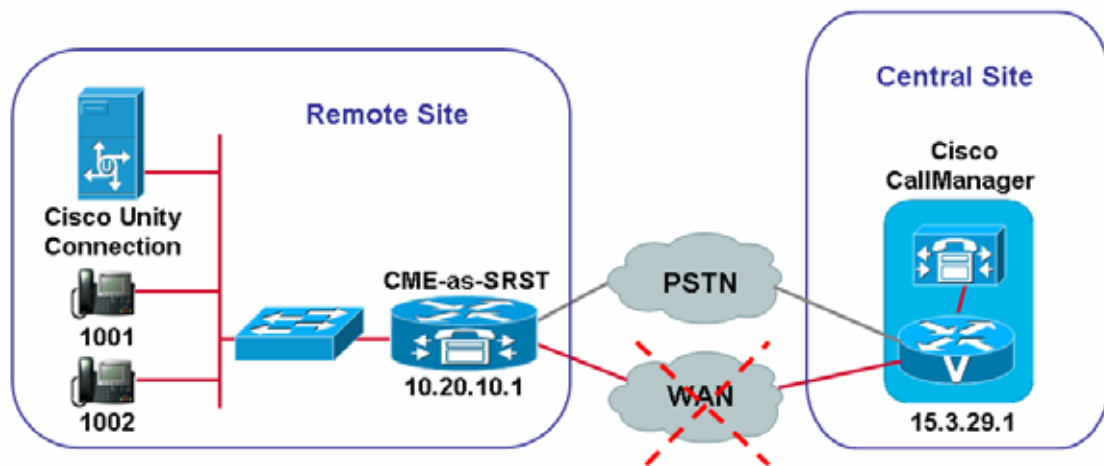 Remote Site
Cisco Unity
Connection
1001
1002
CME-as-SRST
10.20.10.1
PSTN
WAN
Central Site
Cisco
CallManager
V
15.3.29.1